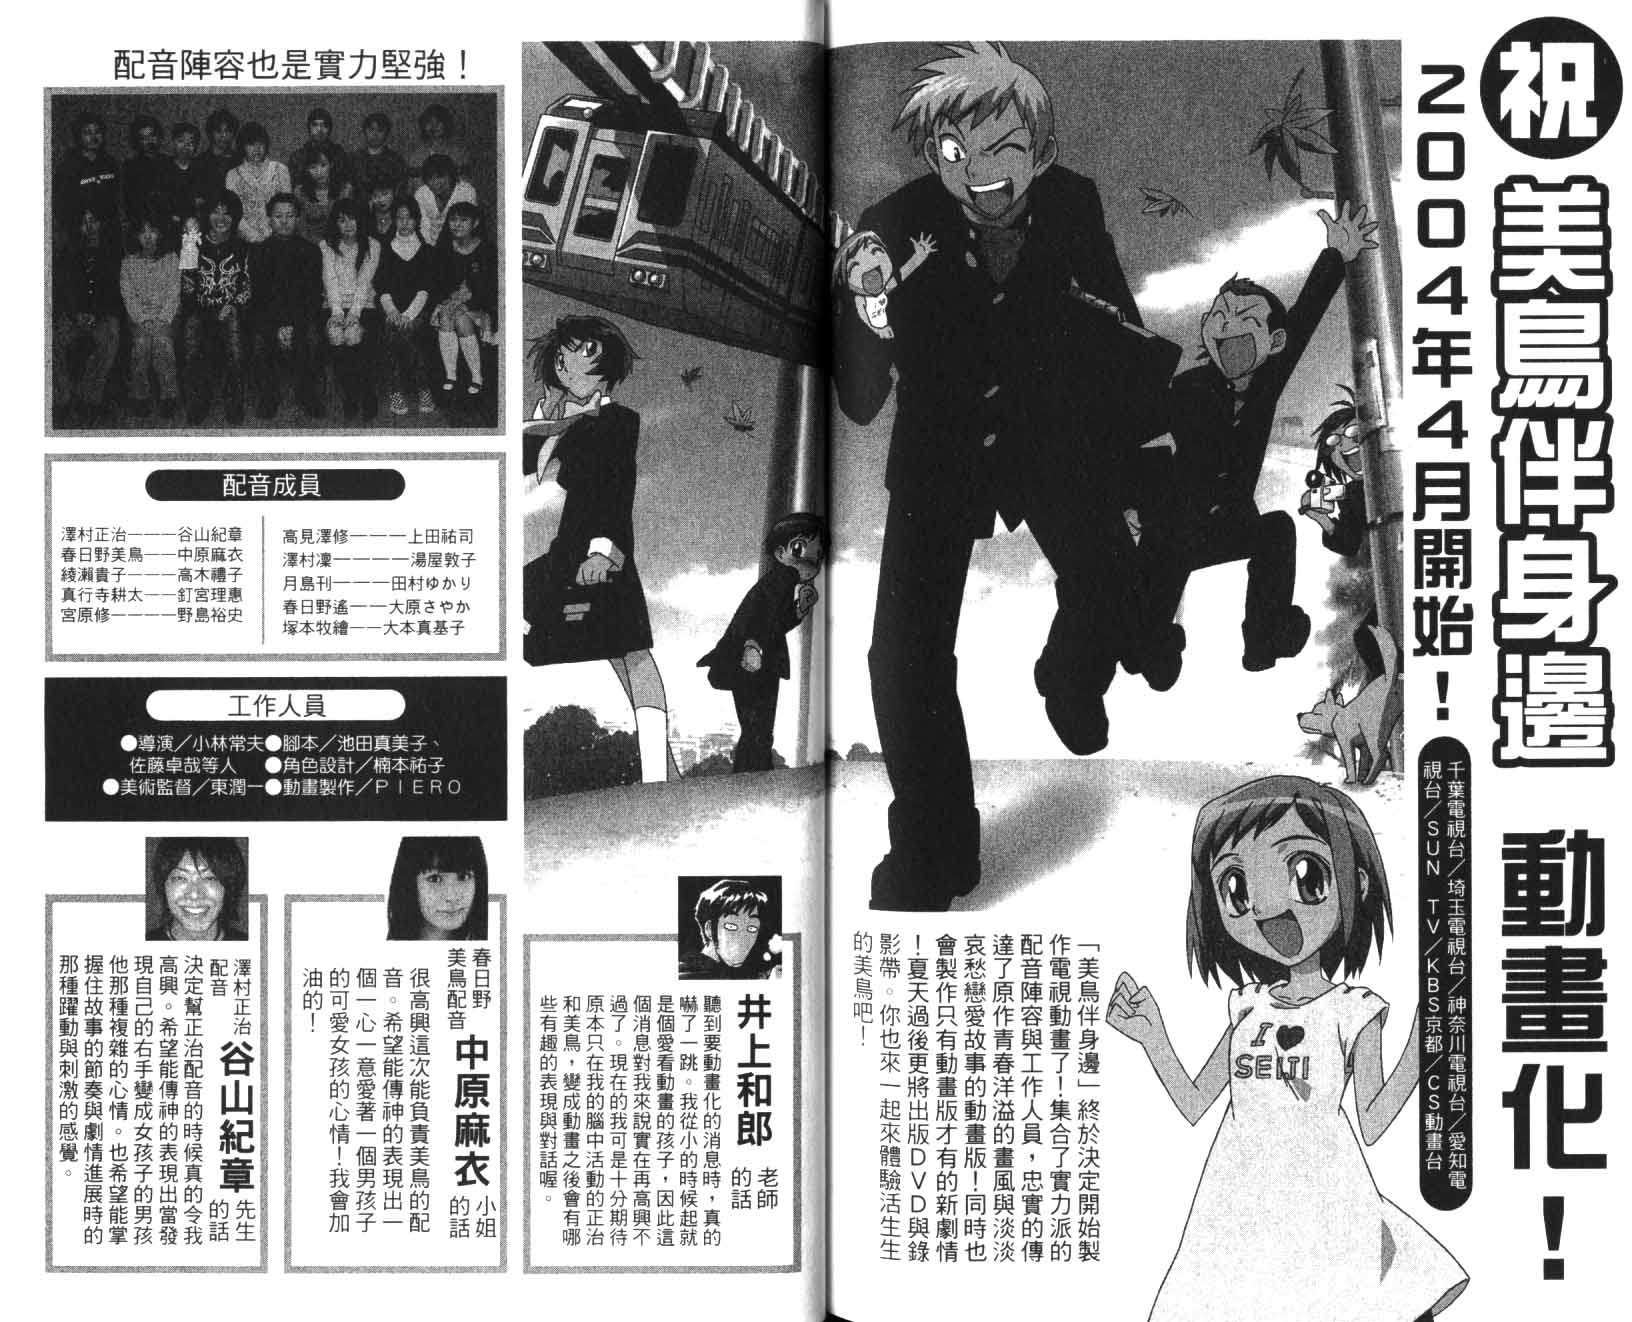 祝
美鳥伴身邊 動畫化！
2004年4月開始！
千葉電視台／埼玉電視台／神奈川電視台／愛知電
視台／SUN TV／KBS京都／CS動畫台
I ♥
SEIJI
「美鳥伴身邊」終於決定開始製
作電視動畫了！集合了實力派的
配音陣容與工作人員，忠實的傳
達了原作青春洋溢的畫風與淡淡
哀愁戀愛故事的動畫版！同時也
會製作只有動畫版才有的新劇情
！夏天過後更將出版DVD與錄
影帶。你也來一起來體驗活生生
的美鳥吧！
井上和郎 老師的話
聽到要動畫化的消息時，真的
嚇了一跳。我從小的時候起就
是個愛看動畫的孩子，因此這
個消息對我來說實在再高興不
過了。現在的我可是十分期待
原本只在我的腦中活動的正治
和美鳥，變成動畫之後會有哪
些有趣的表現與對話喔。
配音陣容也是實力堅強！
配音成員
澤村正治———谷山紀章
春日野美鳥——中原麻衣
綾瀨貴子———高木禮子
真行寺耕太——釘宮理惠
宮原修————野島裕史
高見澤修———上田祐司
澤村凜————湯屋敦子
月島刊———田村ゆかり
春日野遙——大原さやか
塚本牧繪——大本真基子
工作人員
●導演／小林常夫●腳本／池田真美子、
佐藤卓哉等人 ●角色設計／楠本祐子
●美術監督／東潤一●動畫製作／PIERO
春日野美鳥配音 中原麻衣 小姐的話
很高興這次能負責美鳥的配
音。希望能傳神的表現出一
個一心一意愛著一個男孩子
的可愛女孩的心情！我會加
油的！
澤村正治配音 谷山紀章 先生的話
決定幫正治配音的時候真的令我
高興。希望能傳神的表現出當發
現自己的右手變成女孩子的男孩
他那種複雜的心情。也希望能掌
握住故事的節奏與劇情進展時的
那種躍動與刺激的感覺。